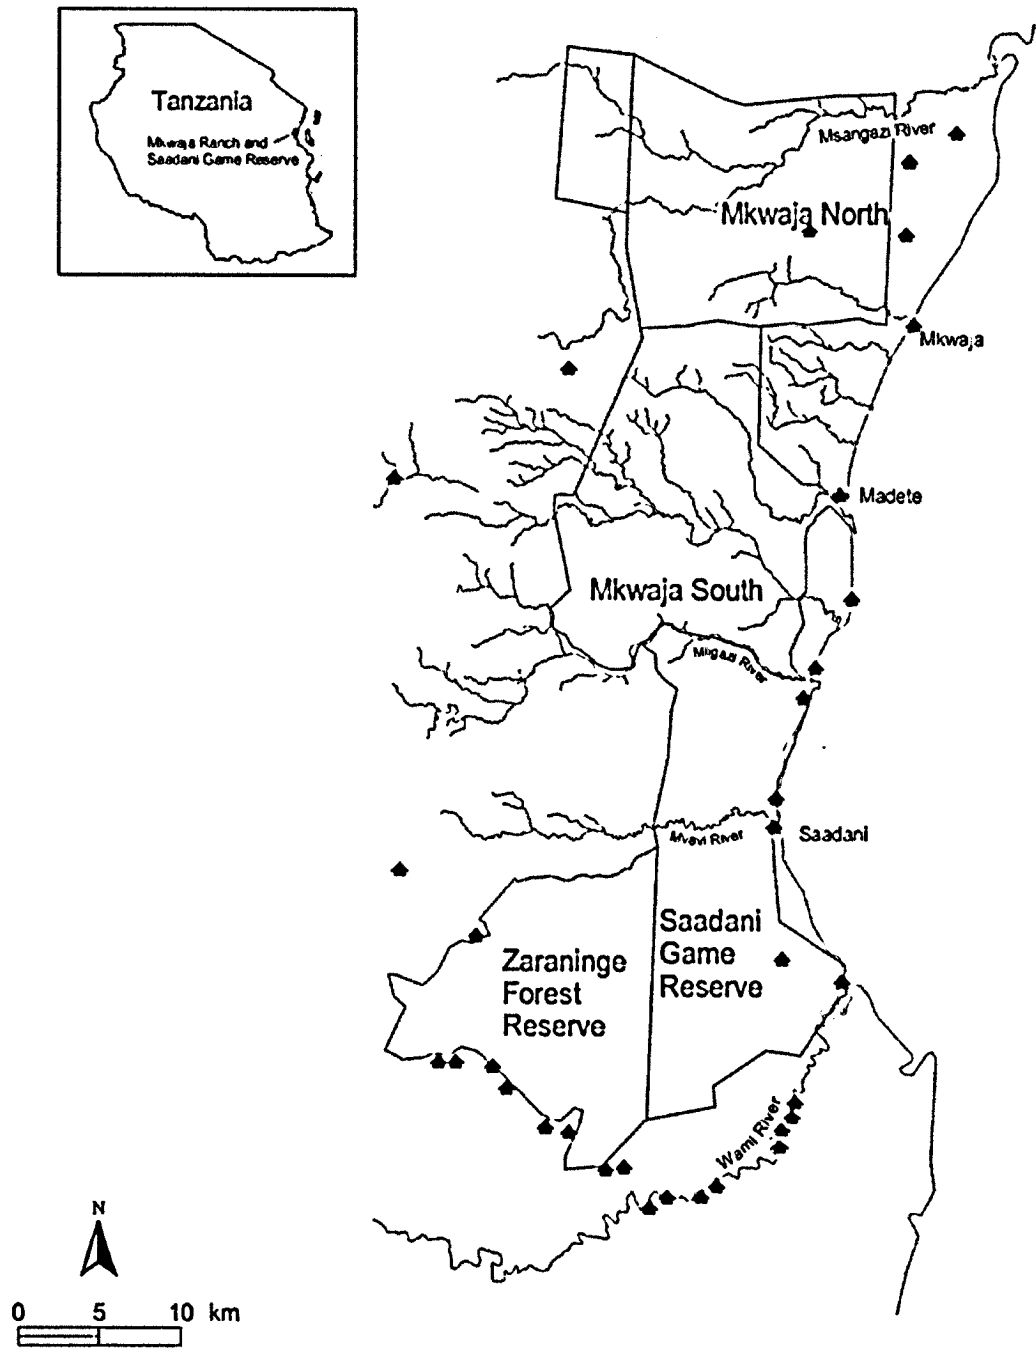 Tanzania
Mkwaja Ranch and
Saadani Game Reserve
Msangazi River
Mkwaja North
Mkwaja
Madete
Mkwaja South
Mligazi River
Mvavi River
Saadani
Saadani
Game
Reserve
Zaraninge
Forest
Reserve
Wami River
N
0 5 10 km